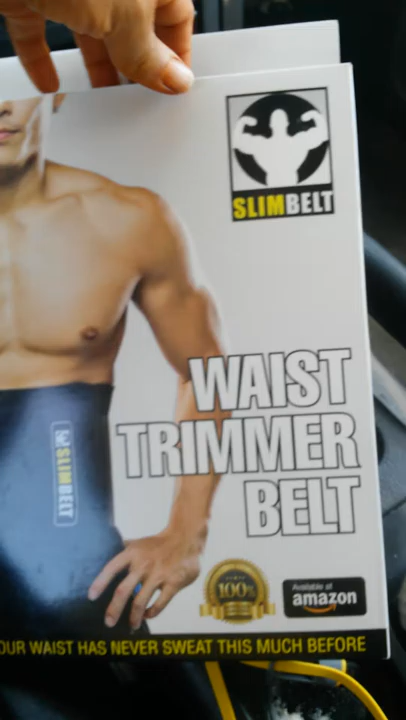 SLIMBELT
WAIST
TRIMMER
BELT
SLIMBELT
100%
Available at
amazon
OUR WAIST HAS NEVER SWEAT THIS MUCH BEFORE